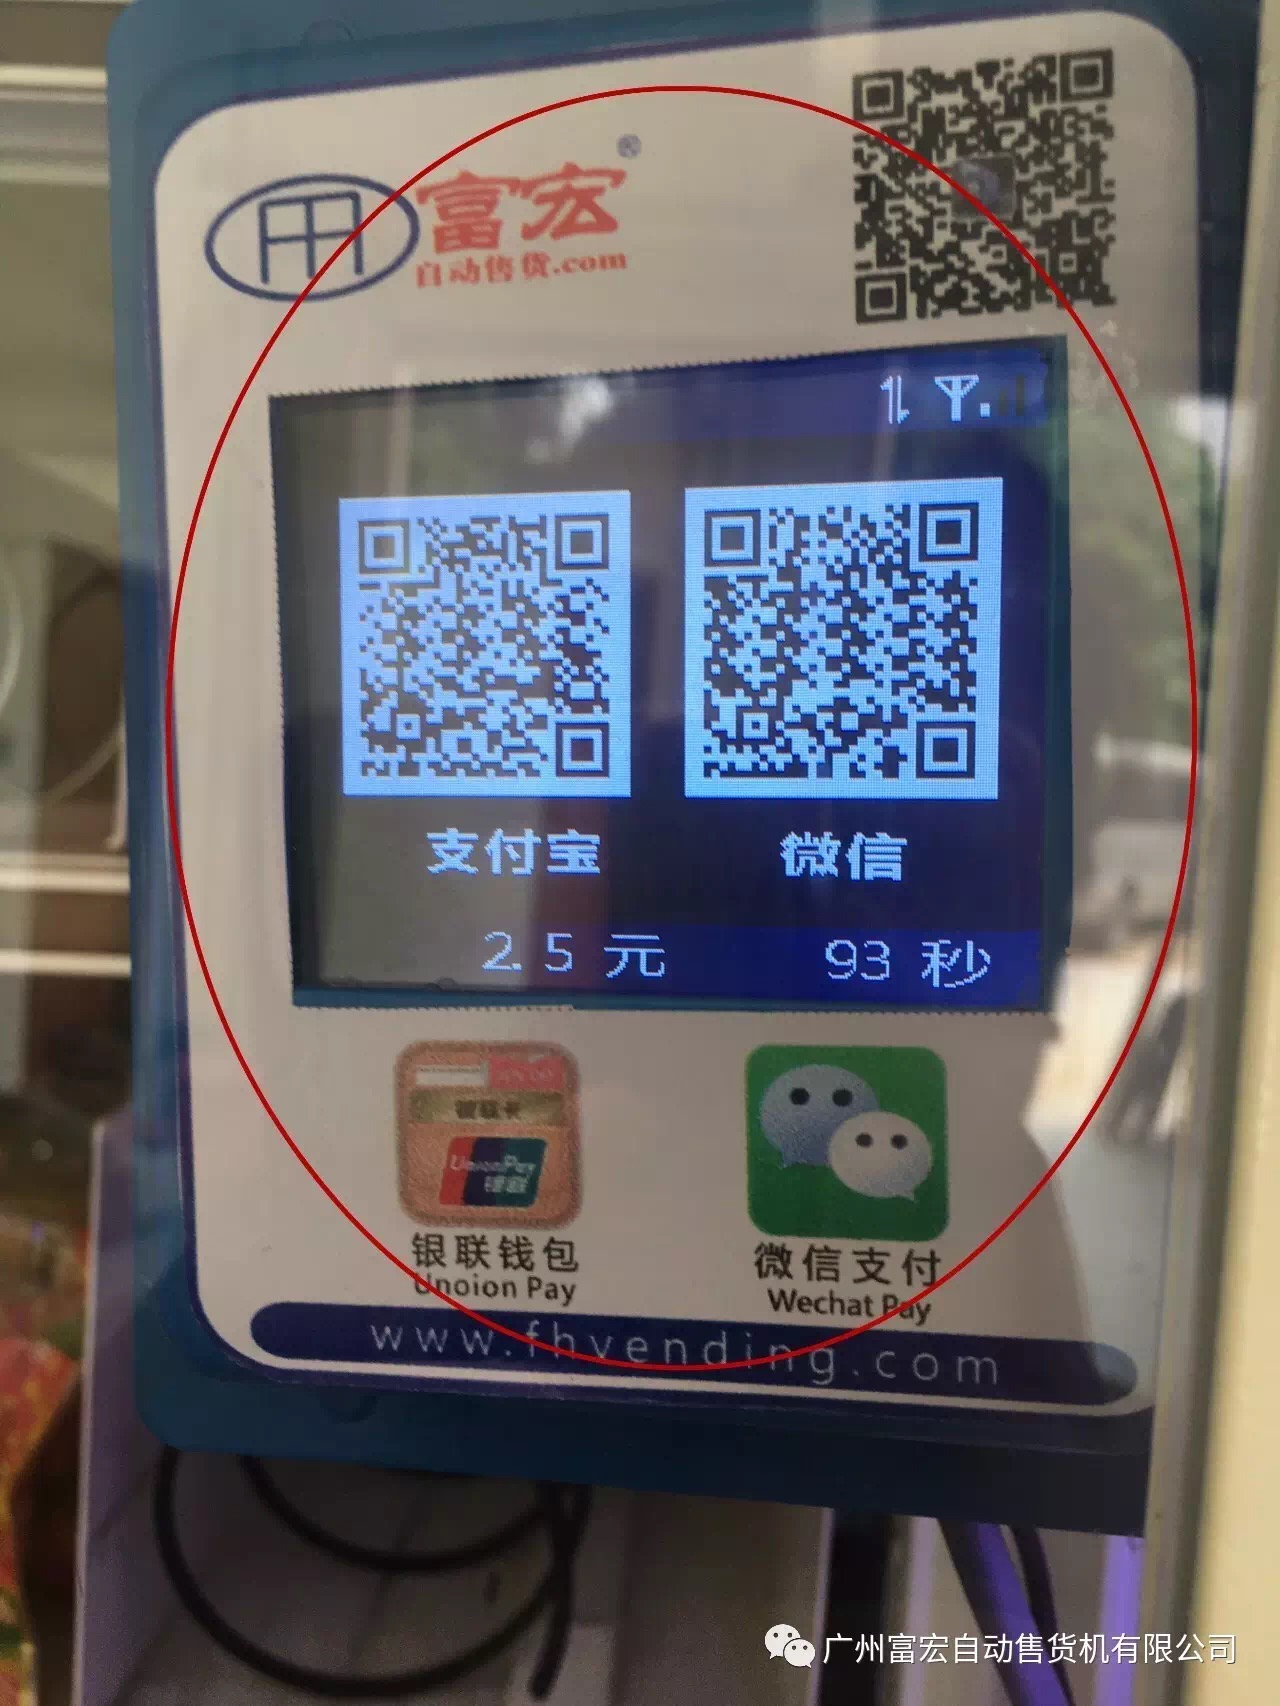 富宏®
自动售货.com
支付宝
微信
2.5 元
93 秒
银联卡
UnionPay
银联
银联钱包
Unoion Pay
微信支付
Wechat Pay
www.fhvending.com
广州富宏自动售货机有限公司